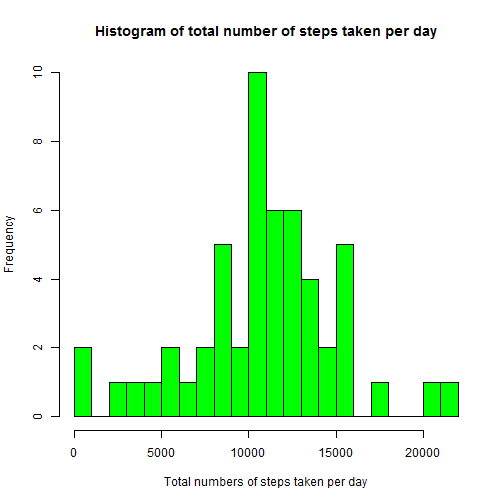 Histogram of total number of steps taken per day
Frequency
10
8
6
4
2
0
0 5000 10000 15000 20000
Total numbers of steps taken per day